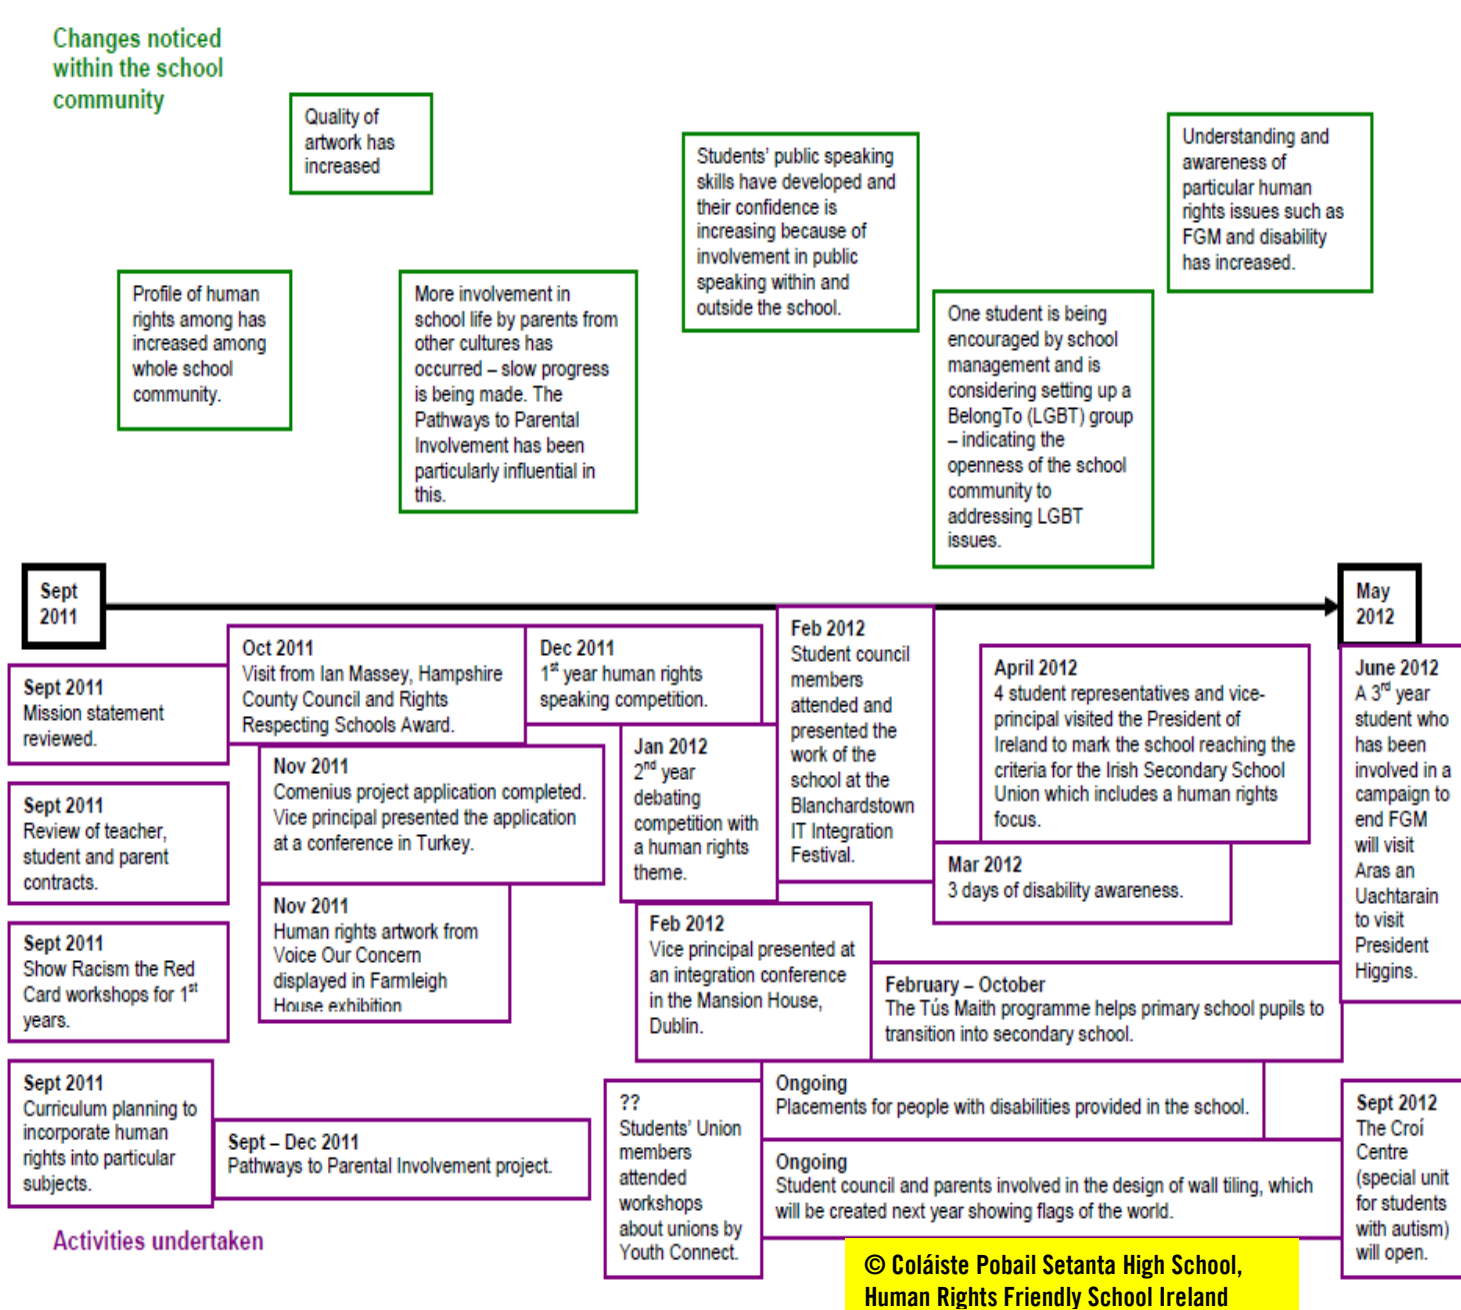 Changes noticed
within the school
community
Quality of
artwork has
increased
Students' public speaking
skills have developed and
their confidence is
increasing because of
involvement in public
speaking within and
outside the school.
Understanding and
awareness of
particular human
rights issues such as
FGM and disability
has increased.
Profile of human
rights among has
increased among
whole school
community.
More involvement in
school life by parents from
other cultures has
occurred – slow progress
is being made. The
Pathways to Parental
Involvement has been
particularly influential in
this.
One student is being
encouraged by school
management and is
considering setting up a
BelongTo (LGBT) group
– indicating the
openness of the school
community to
addressing LGBT
issues.
Sept
2011
May
2012
Sept 2011
Mission statement
reviewed.
Oct 2011
Visit from Ian Massey, Hampshire
County Council and Rights
Respecting Schools Award.
Dec 2011
1st year human rights
speaking competition.
Feb 2012
Student council
members
attended and
presented the
work of the
school at the
Blanchardstown
IT Integration
Festival.
April 2012
4 student representatives and vice-
principal visited the President of
Ireland to mark the school reaching the
criteria for the Irish Secondary School
Union which includes a human rights
focus.
June 2012
A 3rd year
student who
has been
involved in a
campaign to
end FGM
will visit
Aras an
Uachtarain
to visit
President
Higgins.
Sept 2011
Review of teacher,
student and parent
contracts.
Nov 2011
Comenius project application completed.
Vice principal presented the application
at a conference in Turkey.
Jan 2012
2nd year
debating
competition with
a human rights
theme.
Mar 2012
3 days of disability awareness.
Sept 2011
Show Racism the Red
Card workshops for 1st
years.
Nov 2011
Human rights artwork from
Voice Our Concern
displayed in Farmleigh
House exhibition
Feb 2012
Vice principal presented at
an integration conference
in the Mansion House,
Dublin.
February – October
The Tús Maith programme helps primary school pupils to
transition into secondary school.
Sept 2011
Curriculum planning to
incorporate human
rights into particular
subjects.
Sept – Dec 2011
Pathways to Parental Involvement project.
??
Students' Union
members
attended
workshops
about unions by
Youth Connect.
Ongoing
Placements for people with disabilities provided in the school.
Ongoing
Student council and parents involved in the design of wall tiling, which
will be created next year showing flags of the world.
Sept 2012
The Croí
Centre
(special unit
for students
with autism)
will open.
Activities undertaken
© Coláiste Pobail Setanta High School,
Human Rights Friendly School Ireland